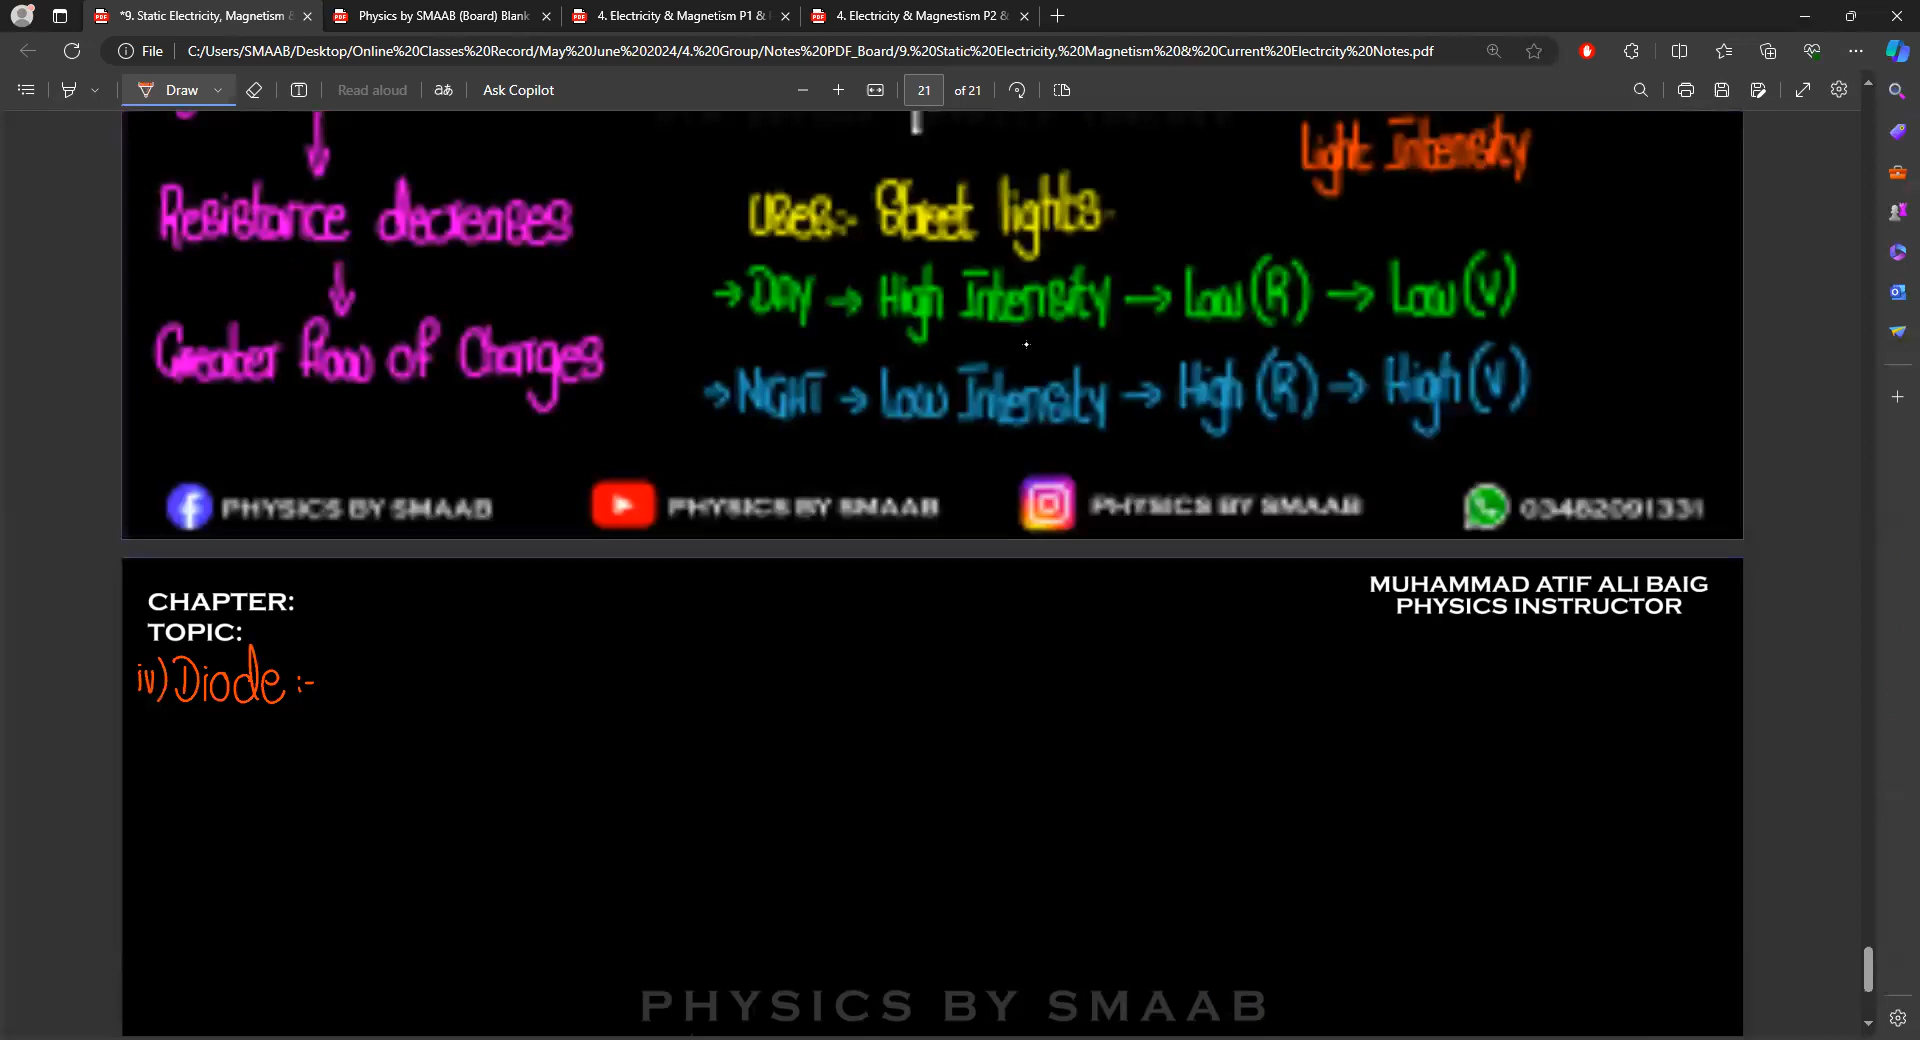 *9. Static Electricity, Magnetism &
Physics by SMAAB (Board) Blank
4. Electricity & Magnetism P1 &
4. Electricity & Magnestism P2 &
File
C:/Users/SMAAB/Desktop/Online%20Classes%20Record/May%20June%202024/4.%20Group/Notes%20PDF_Board/9.%20Static%20Electricity,%20Magnetism%20&%20Current%20Electrcity%20Notes.pdf
Draw
Read aloud
aあ
Ask Copilot
21
of 21
Light Intensity
Resistance decreases
Uses:- Street lights-
→ DAY → High Intensity → Low (R) → Low (V)
Greater flow of Charges
→ NIGHT → Low Intensity → High (R) → High (V)
PHYSICS BY SMAAB
PHYSICS BY SMAAB
PHYSICS BY SMAAB
03482091331
CHAPTER:
MUHAMMAD ATIF ALI BAIG
PHYSICS INSTRUCTOR
TOPIC:
iv) Diode :-
PHYSICS BY SMAAB